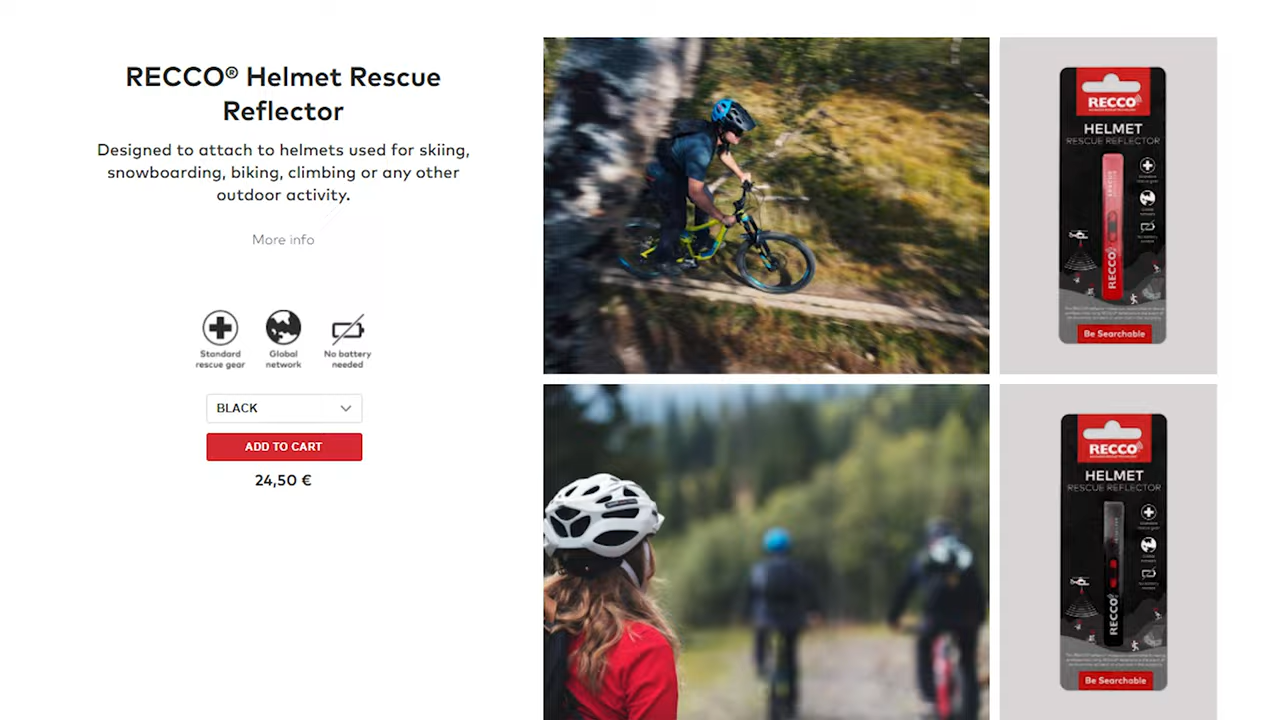 RECCO® Helmet Rescue
Reflector
Designed to attach to helmets used for skiing,
snowboarding, biking, climbing or any other
outdoor activity.
More info
Standard
rescue gear
Global
network
No battery
needed
BLACK
ADD TO CART
24,50 €
RECCO
HELMET
RESCUE REFLECTOR
RECCO
Be Searchable
RECCO
HELMET
RESCUE REFLECTOR
RECCO
Be Searchable